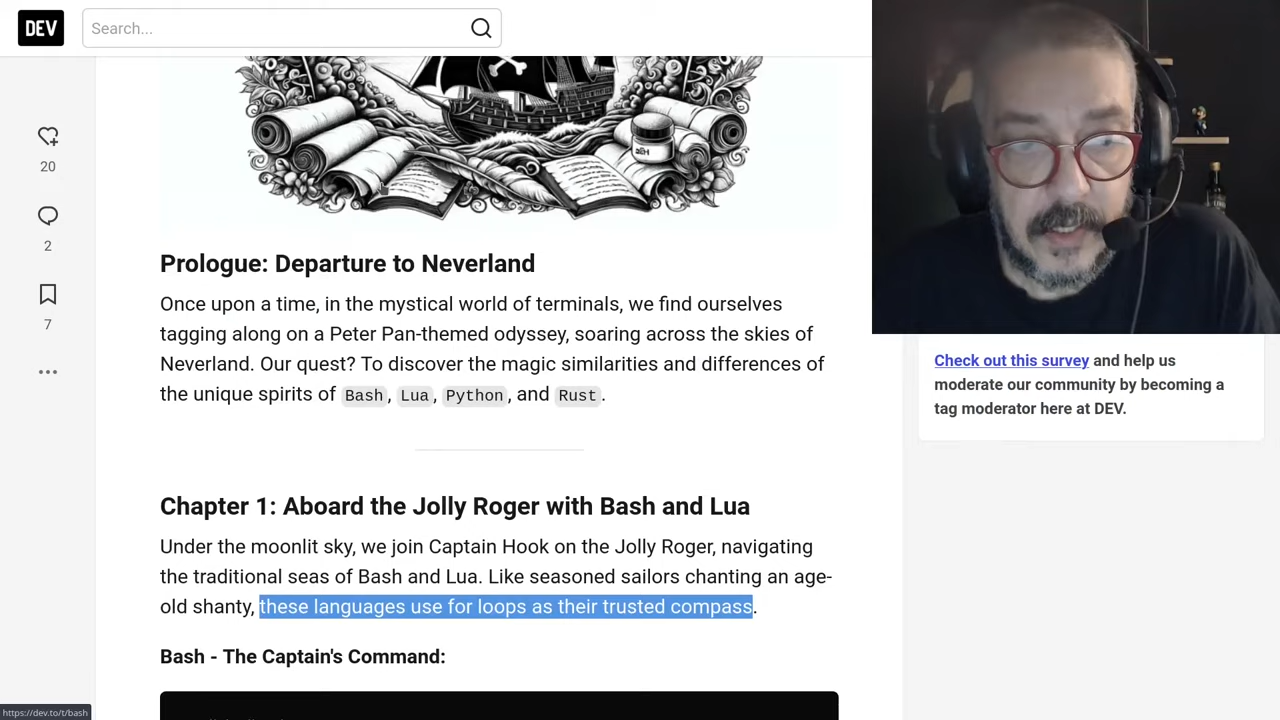 DEV
Search...
20
2
7
Prologue: Departure to Neverland
Once upon a time, in the mystical world of terminals, we find ourselves
tagging along on a Peter Pan-themed odyssey, soaring across the skies of
Neverland. Our quest? To discover the magic similarities and differences of
the unique spirits of Bash, Lua, Python, and Rust.
Chapter 1: Aboard the Jolly Roger with Bash and Lua
Under the moonlit sky, we join Captain Hook on the Jolly Roger, navigating
the traditional seas of Bash and Lua. Like seasoned sailors chanting an age-
old shanty, these languages use for loops as their trusted compass.
Bash - The Captain's Command:
Check out this survey and help us
moderate our community by becoming a
tag moderator here at DEV.
https://dev.to/t/bash